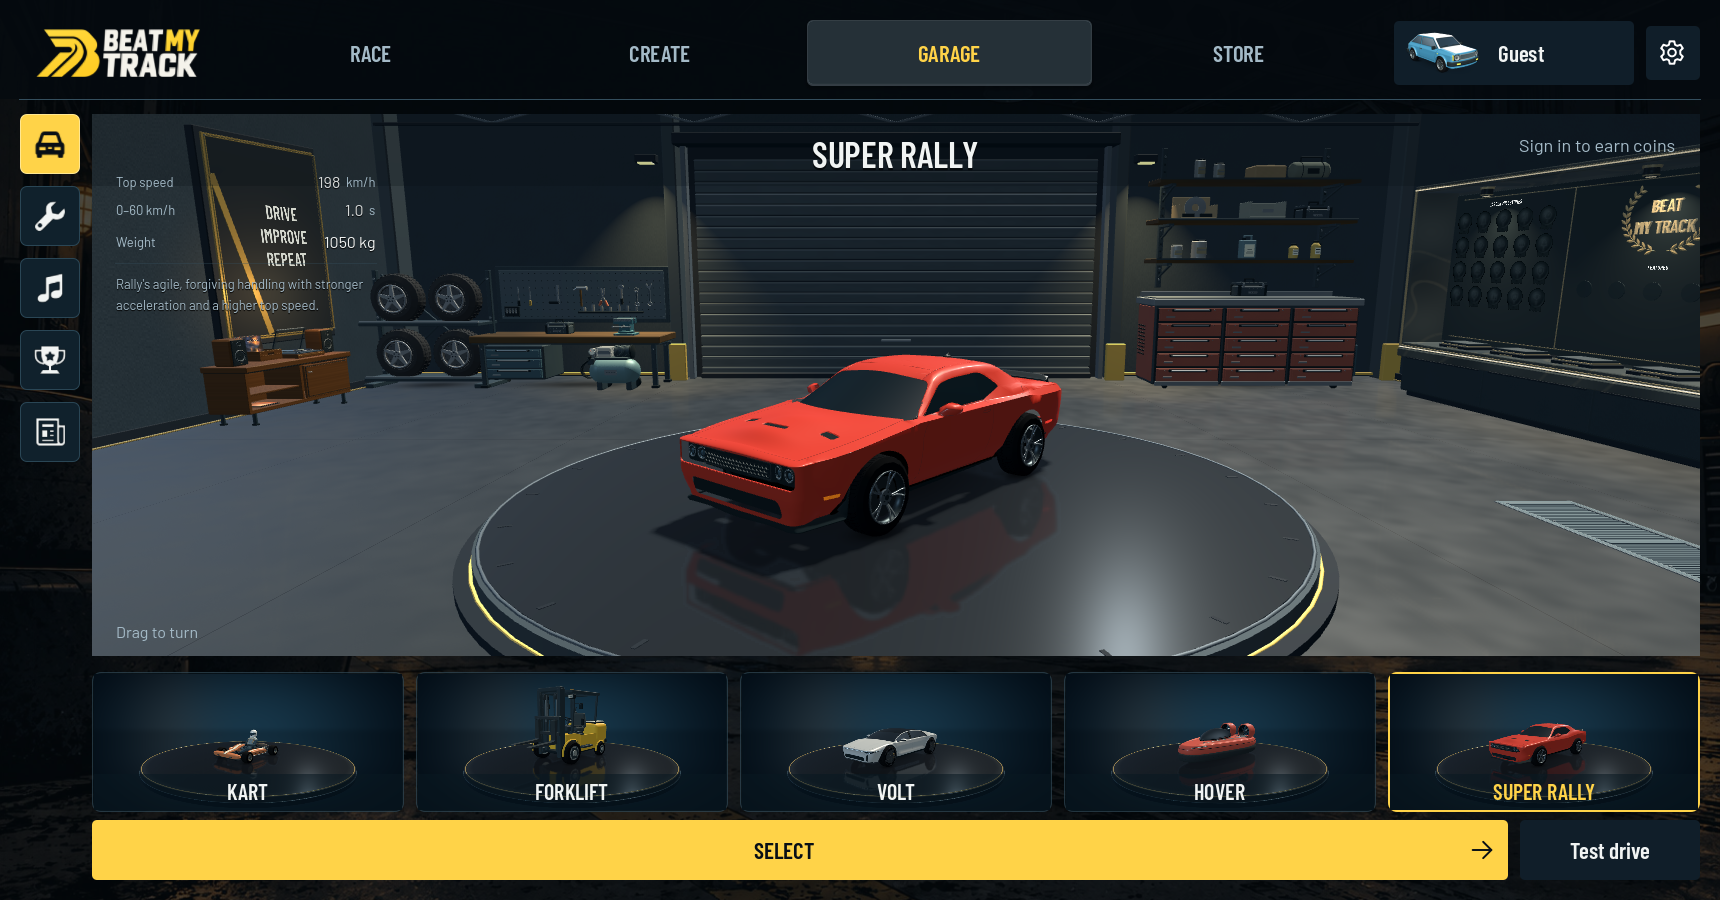 BEAT MY TRACK
RACE
CREATE
GARAGE
STORE
Guest
SUPER RALLY
Sign in to earn coins
Top speed 198 km/h
0-60 km/h 1.0 s
Weight 1050 kg
Rally's agile, forgiving handling with stronger
acceleration and a higher top speed.
DRIVE
IMPROVE
REPEAT
BEAT
MY TRACK
Drag to turn
KART
FORKLIFT
VOLT
HOVER
SUPER RALLY
SELECT
Test drive